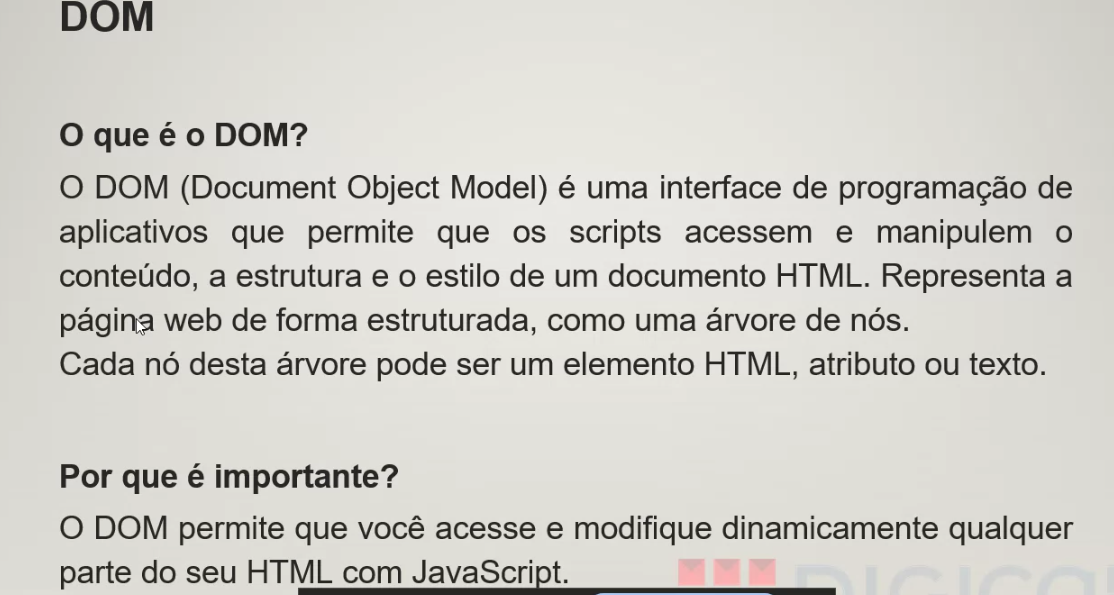 DOM
O que é o DOM?
O DOM (Document Object Model) é uma interface de programação de
aplicativos que permite que os scripts acessem e manipulem o
conteúdo, a estrutura e o estilo de um documento HTML. Representa a
página web de forma estruturada, como uma árvore de nós.
Cada nó desta árvore pode ser um elemento HTML, atributo ou texto.
Por que é importante?
O DOM permite que você acesse e modifique dinamicamente qualquer
parte do seu HTML com JavaScript.